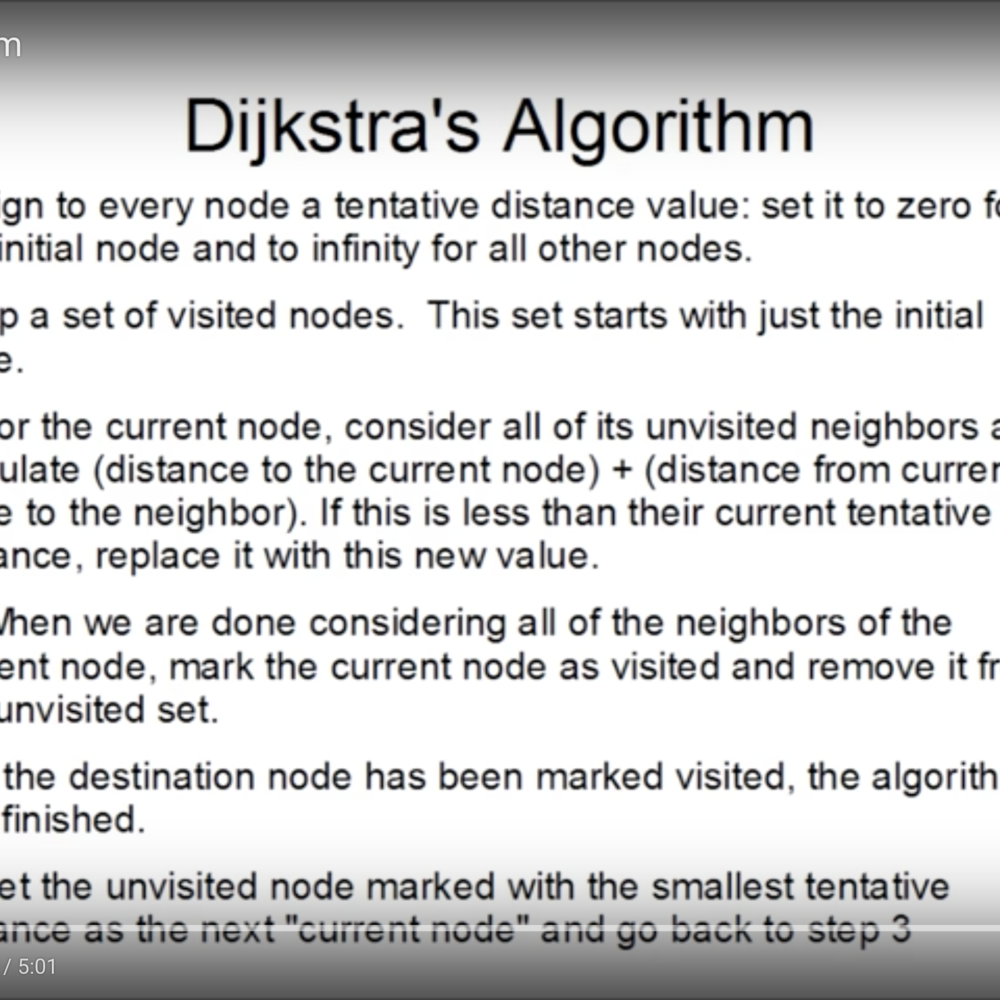 m
Dijkstra's Algorithm
ign to every node a tentative distance value: set it to zero fo
initial node and to infinity for all other nodes.
p a set of visited nodes. This set starts with just the initial
e.
or the current node, consider all of its unvisited neighbors a
ulate (distance to the current node) + (distance from curren
e to the neighbor). If this is less than their current tentative
ance, replace it with this new value.
When we are done considering all of the neighbors of the
ent node, mark the current node as visited and remove it fr
unvisited set.
the destination node has been marked visited, the algorith
finished.
et the unvisited node marked with the smallest tentative
ance as the next "current node" and go back to step 3
/ 5:01